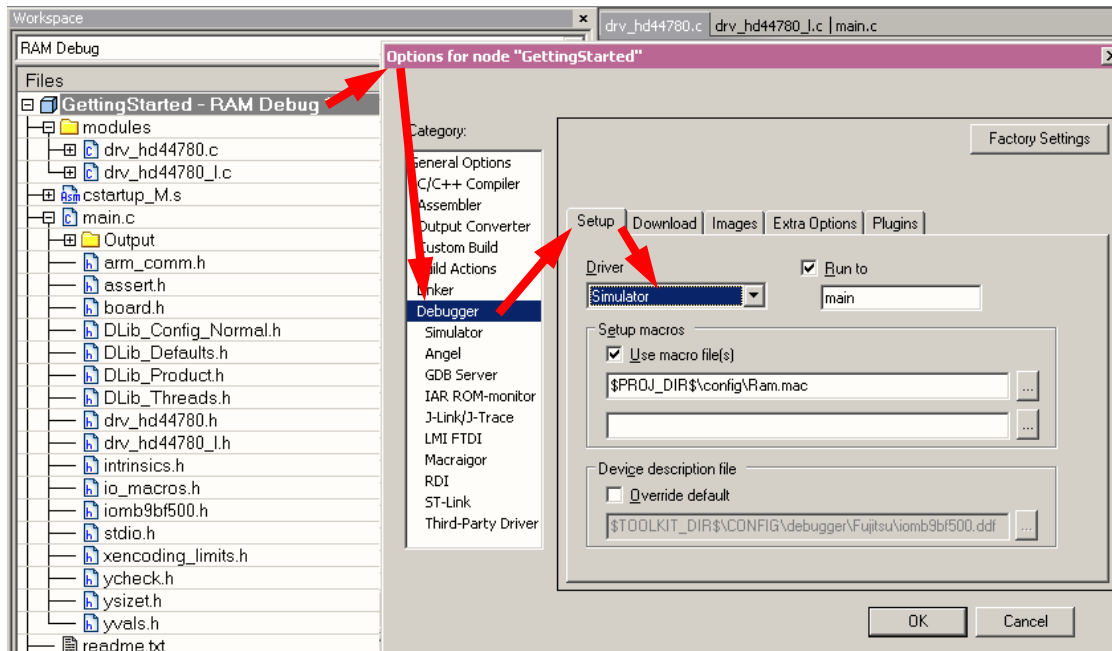 Workspace
RAM Debug
Files
GettingStarted - RAM Debug
modules
drv_hd44780.c
drv_hd44780_l.c
cstartup_M.s
main.c
Output
arm_comm.h
assert.h
board.h
DLib_Config_Normal.h
DLib_Defaults.h
DLib_Product.h
DLib_Threads.h
drv_hd44780.h
drv_hd44780_l.h
intrinsics.h
io_macros.h
iomb9bf500.h
stdio.h
xencoding_limits.h
ycheck.h
ysizet.h
yvals.h
readme.txt
drv_hd44780.c drv_hd44780_l.c main.c
Options for node "GettingStarted"
Category:
General Options
C/C++ Compiler
Assembler
Output Converter
Custom Build
Build Actions
Linker
Debugger
Simulator
Angel
GDB Server
IAR ROM-monitor
J-Link/J-Trace
LMI FTDI
Macraigor
RDI
ST-Link
Third-Party Driver
Factory Settings
Setup Download Images Extra Options Plugins
Driver
Simulator
Run to
main
Setup macros
Use macro file(s)
$PROJ_DIR$\config\Ram.mac
...
...
Device description file
Override default
$TOOLKIT_DIR$\CONFIG\debugger\Fujitsu\iomb9bf500.ddf
...
OK Cancel